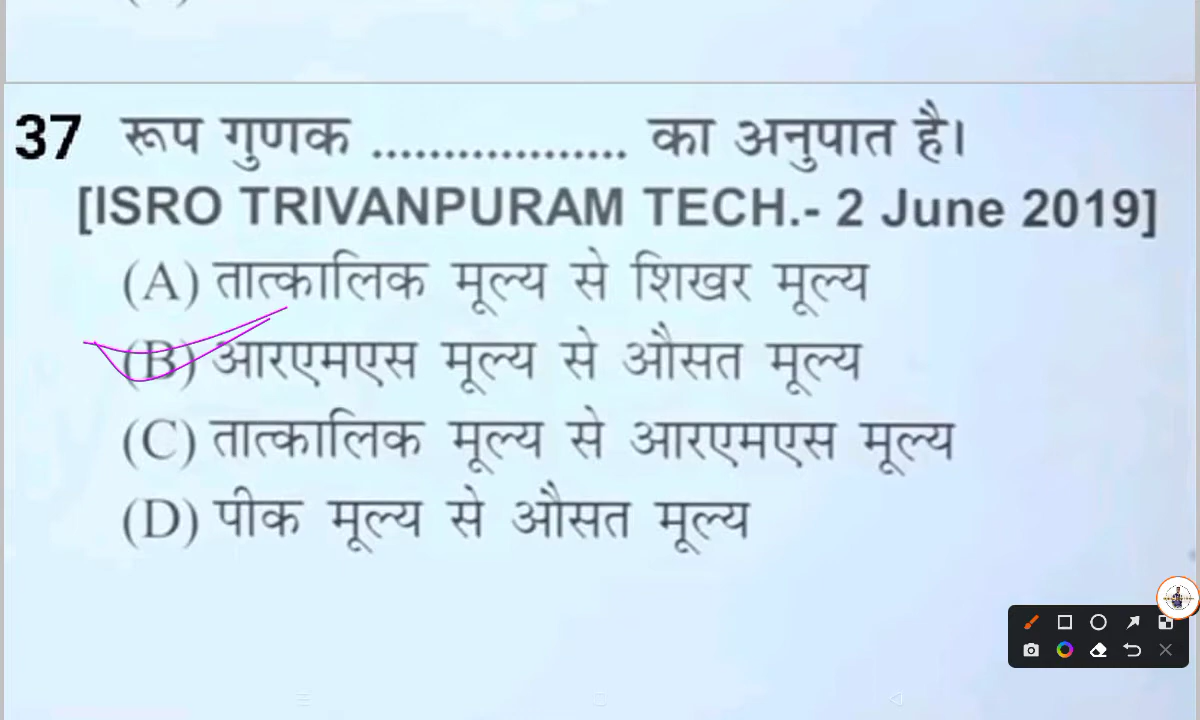 37 रूप गुणक .................. का अनुपात है।
[ISRO TRIVANPURAM TECH.- 2 June 2019]
(A) तात्कालिक मूल्य से शिखर मूल्य
(B) आरएमएस मूल्य से औसत मूल्य
(C) तात्कालिक मूल्य से आरएमएस मूल्य
(D) पीक मूल्य से औसत मूल्य